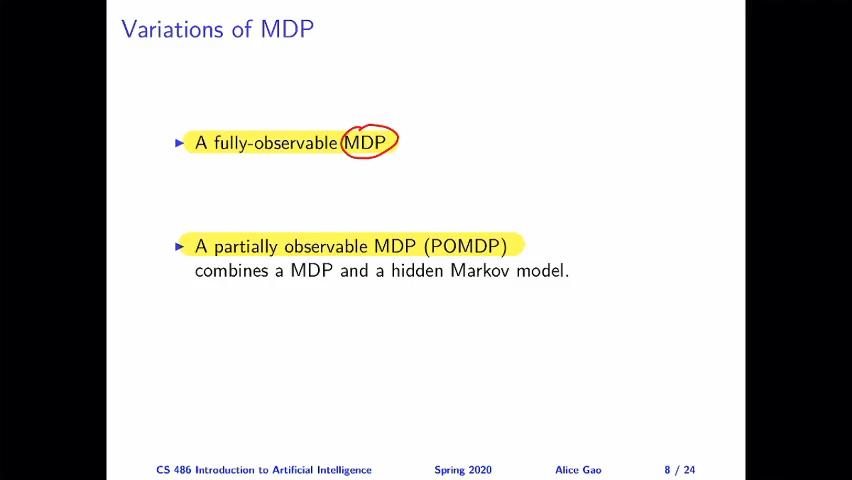 Variations of MDP
A fully-observable MDP
A partially observable MDP (POMDP)
combines a MDP and a hidden Markov model.
CS 486 Introduction to Artificial Intelligence Spring 2020 Alice Gao 8 / 24